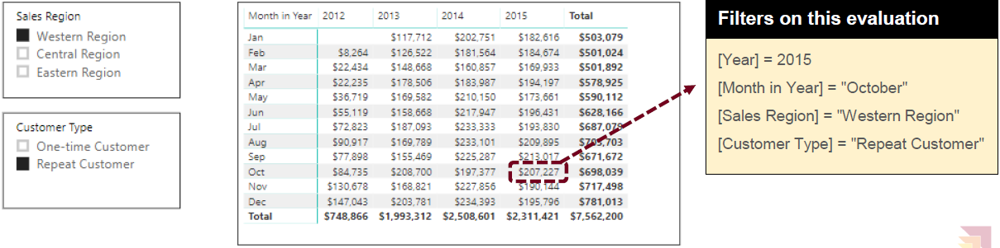 Sales Region
Western Region
Central Region
Eastern Region
Customer Type
One-time Customer
Repeat Customer
Month in Year 2012 2013 2014 2015 Total
Jan $117,712 $202,751 $182,616 $503,079
Feb $8,264 $126,522 $181,564 $184,674 $501,024
Mar $22,434 $148,668 $160,857 $169,933 $501,892
Apr $22,235 $178,506 $183,987 $194,197 $578,925
May $36,719 $169,582 $210,150 $173,661 $590,112
Jun $55,119 $158,668 $217,947 $196,431 $628,166
Jul $72,823 $187,093 $233,333 $193,830 $687,079
Aug $90,917 $169,789 $233,101 $209,895 $703,703
Sep $77,898 $155,469 $225,287 $213,017 $671,672
Oct $84,735 $208,700 $197,377 $207,227 $698,039
Nov $130,678 $168,821 $227,856 $190,144 $717,498
Dec $147,043 $203,781 $234,393 $195,796 $781,013
Total $748,866 $1,993,312 $2,508,601 $2,311,421 $7,562,200
Filters on this evaluation
[Year] = 2015
[Month in Year] = "October"
[Sales Region] = "Western Region"
[Customer Type] = "Repeat Customer"